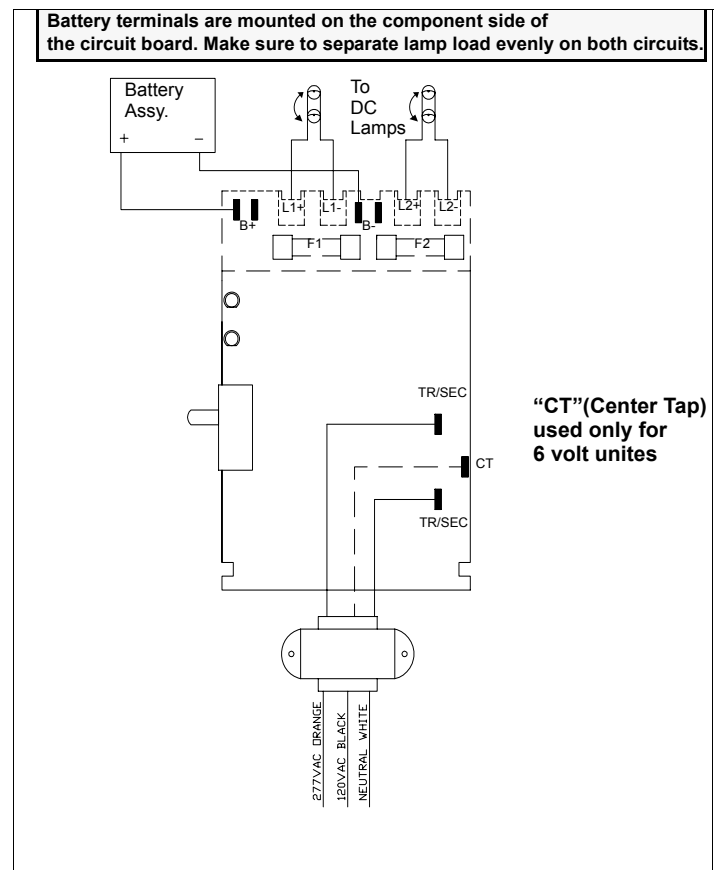 Battery terminals are mounted on the component side of
the circuit board. Make sure to separate lamp load evenly on both circuits.
Battery
Assy.
+ −
To
DC
Lamps
L1+ L1- L2+ L2-
B+ B-
F1 F2
TR/SEC
"CT"(Center Tap)
used only for
6 volt unites
CT
TR/SEC
277VAC ORANGE
120VAC BLACK
NEUTRAL WHITE